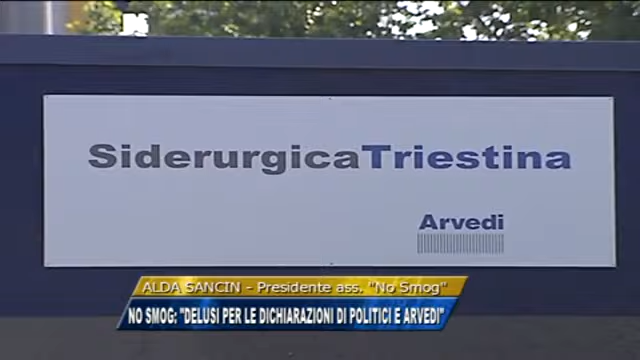 SiderurgicaTriestina
Arvedi
ALDA SANCIN - Presidente ass. "No Smog"
NO SMOG: "DELUSI PER LE DICHIARAZIONI DI POLITICI E ARVEDI"